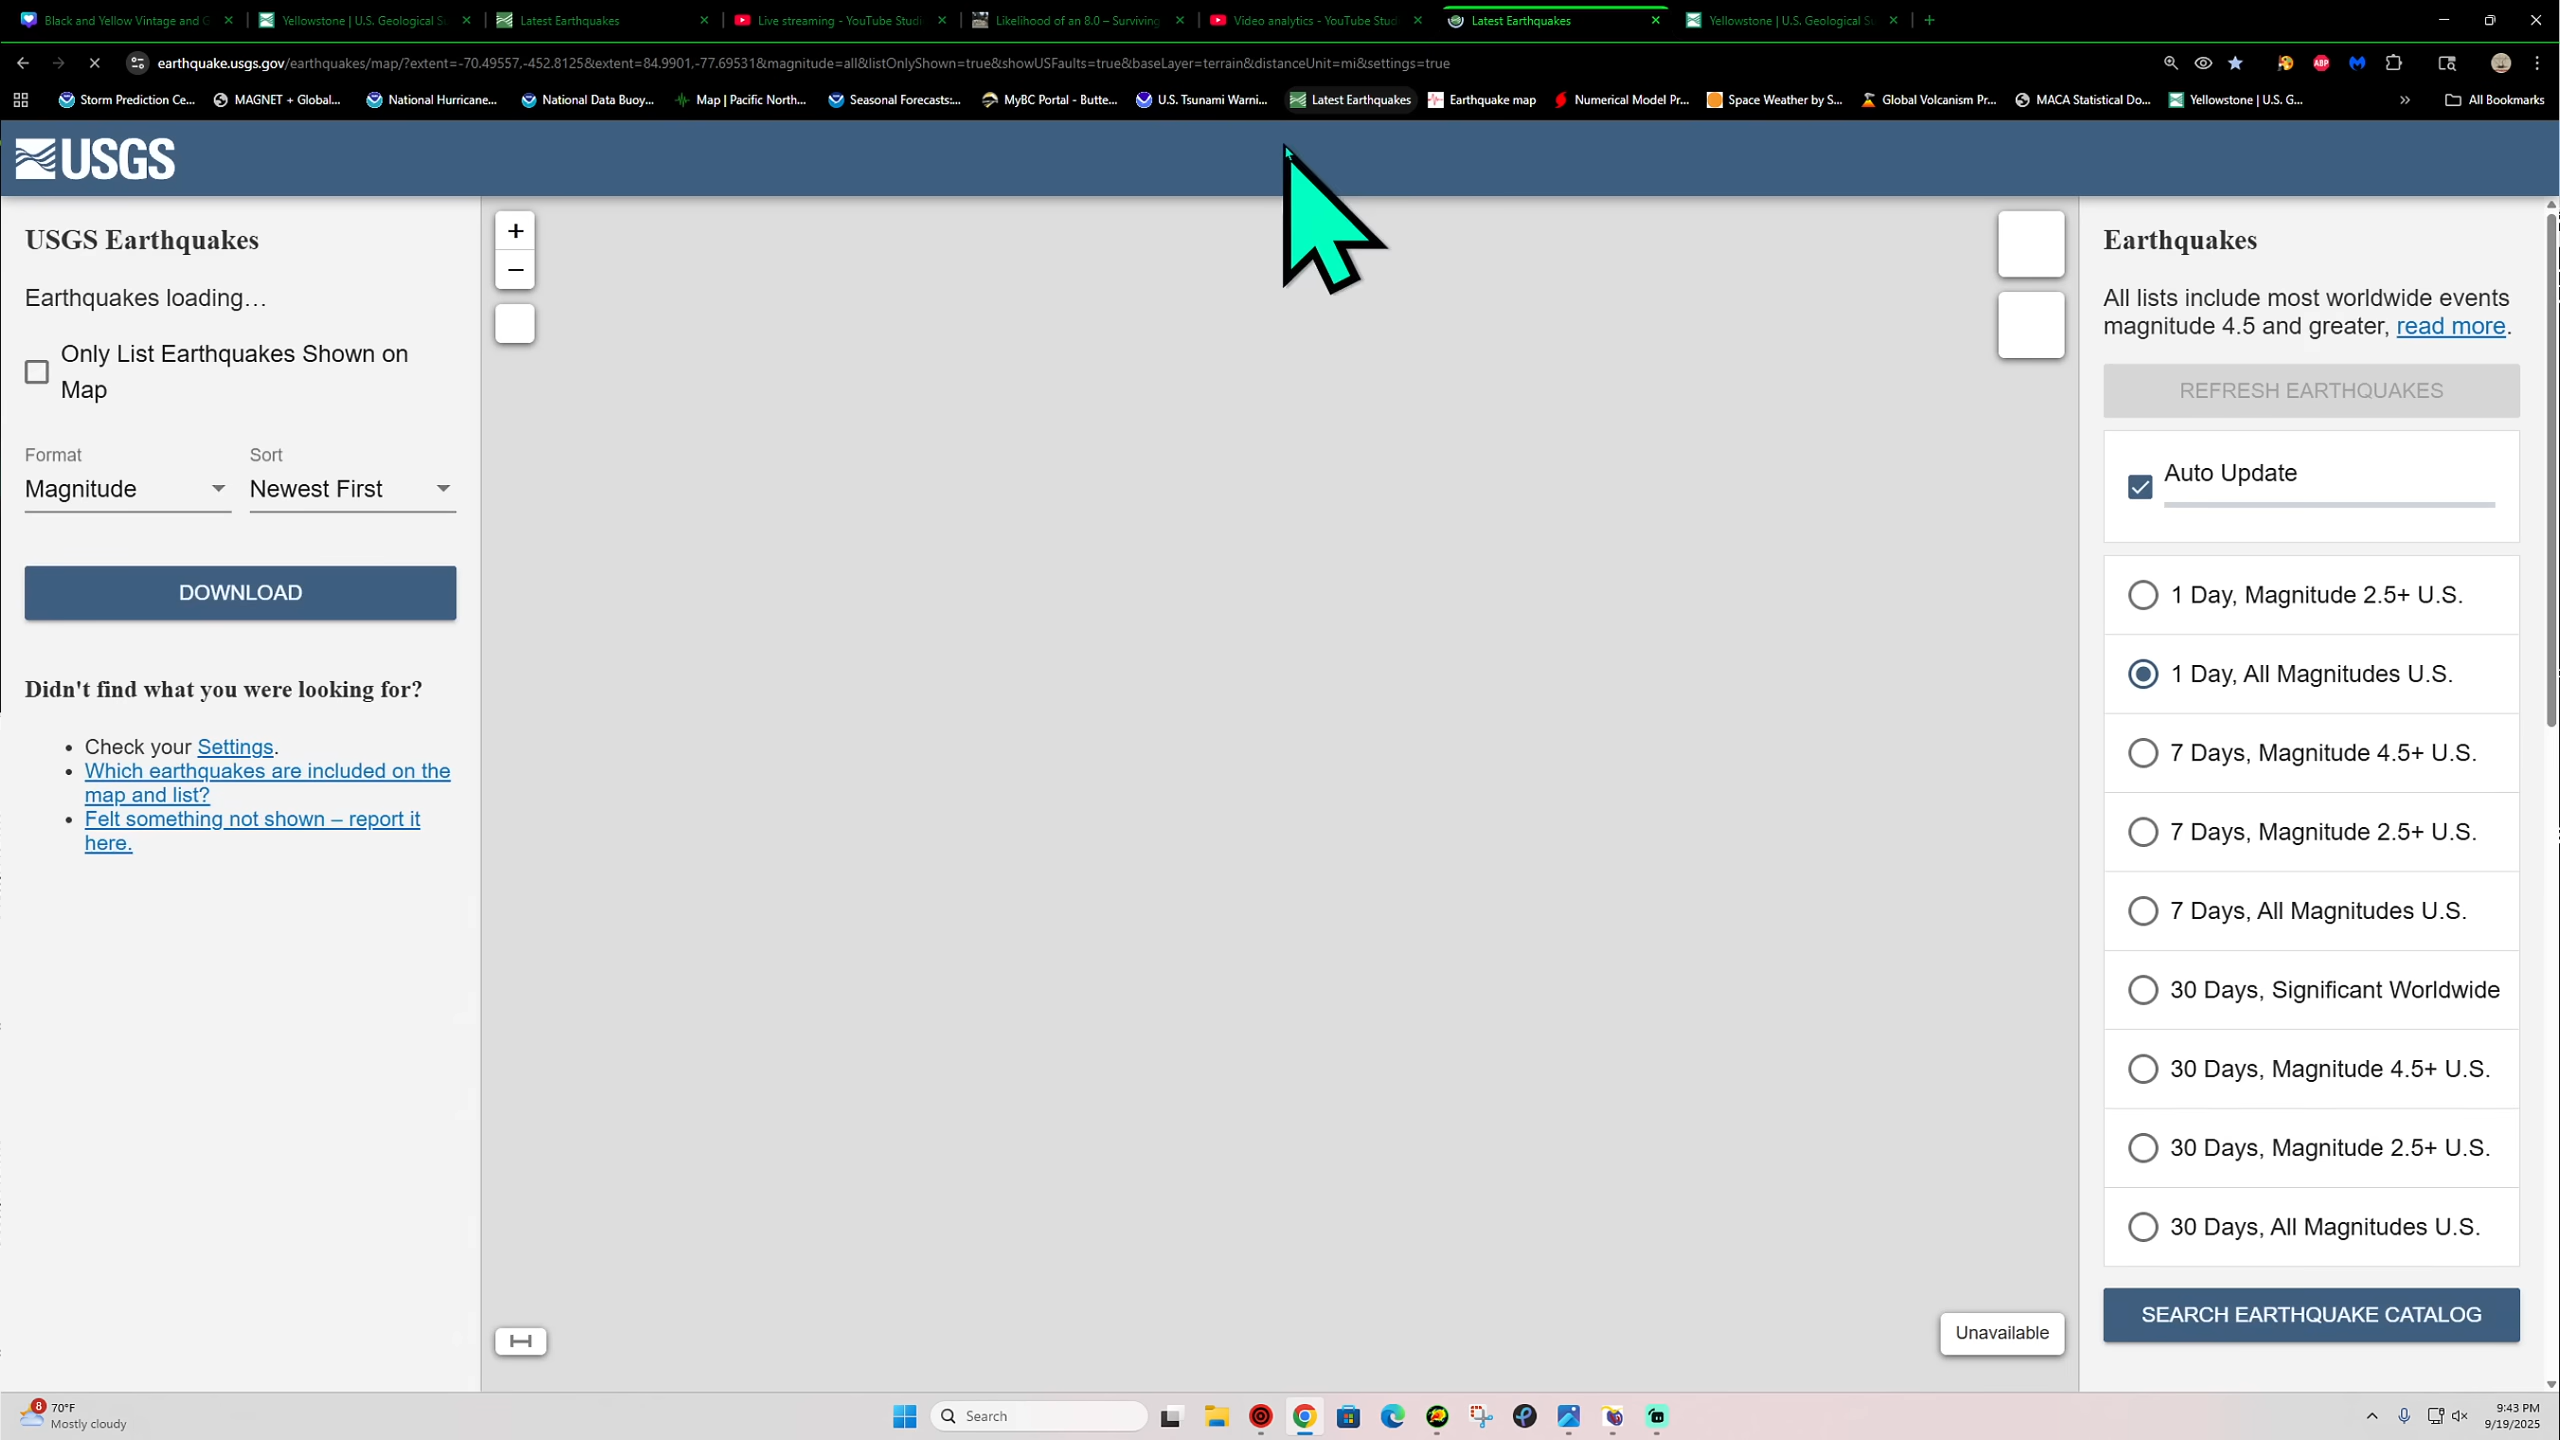 Black and Yellow Vintage and G
Yellowstone | U.S. Geological Su
Latest Earthquakes
Live streaming - YouTube Studi
Likelihood of an 8.0 – Surviving
Video analytics - YouTube Stud
Latest Earthquakes
Yellowstone | U.S. Geological Su
earthquake.usgs.gov/earthquakes/map/?extent=-70.49557,-452.8125&extent=84.9901,-77.69531&magnitude=all&listOnlyShown=true&showUSFaults=true&baseLayer=terrain&distanceUnit=mi&settings=true
ABP
Storm Prediction Ce...
MAGNET + Global...
National Hurricane...
National Data Buoy...
Map | Pacific North...
Seasonal Forecasts:...
MyBC Portal - Butte...
U.S. Tsunami Warni...
Latest Earthquakes
Earthquake map
Numerical Model Pr...
Space Weather by S...
Global Volcanism Pr...
MACA Statistical Do...
Yellowstone | U.S. G...
All Bookmarks
USGS
USGS Earthquakes
Earthquakes loading...
Only List Earthquakes Shown on
Map
Format
Sort
Magnitude
Newest First
DOWNLOAD
Didn't find what you were looking for?
Check your Settings.
Which earthquakes are included on the
map and list?
Felt something not shown – report it
here.
+
−
Unavailable
Earthquakes
All lists include most worldwide events
magnitude 4.5 and greater, read more.
REFRESH EARTHQUAKES
Auto Update
1 Day, Magnitude 2.5+ U.S.
1 Day, All Magnitudes U.S.
7 Days, Magnitude 4.5+ U.S.
7 Days, Magnitude 2.5+ U.S.
7 Days, All Magnitudes U.S.
30 Days, Significant Worldwide
30 Days, Magnitude 4.5+ U.S.
30 Days, Magnitude 2.5+ U.S.
30 Days, All Magnitudes U.S.
SEARCH EARTHQUAKE CATALOG
8
70°F
Mostly cloudy
Search
9:43 PM
9/19/2025